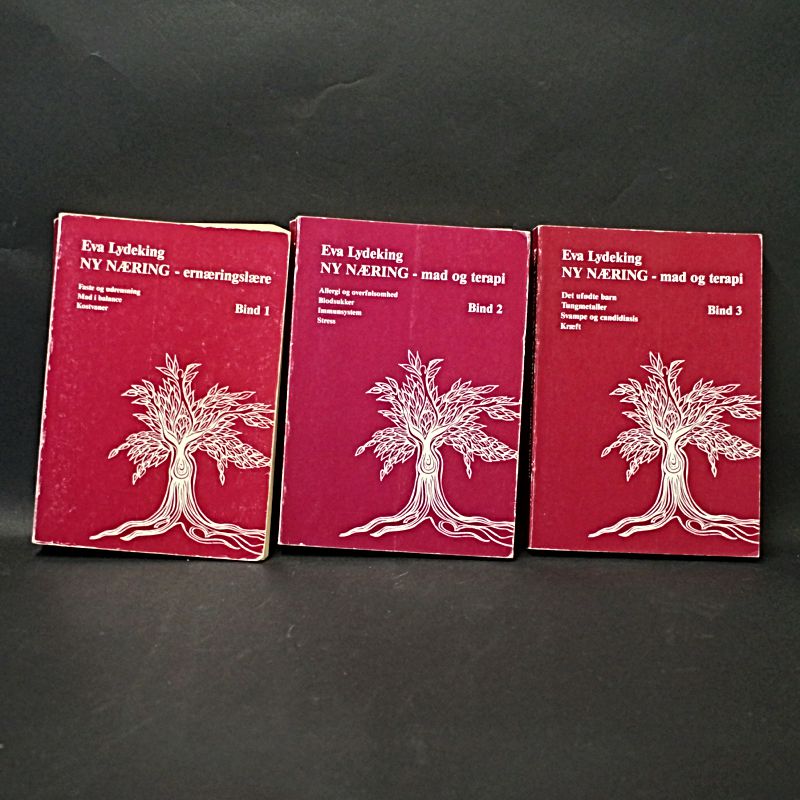 Eva Lydeking
NY NÆRING - ernæringslære
Faste og udrensning
Mad i balance
Kostvaner
Bind 1
Eva Lydeking
NY NÆRING - mad og terapi
Allergi og overfølsomhed
Blodsukker
Immunsystem
Stress
Bind 2
Eva Lydeking
NY NÆRING - mad og terapi
Det ufødte barn
Tungmetaller
Svampe og candidiasis
Kræft
Bind 3